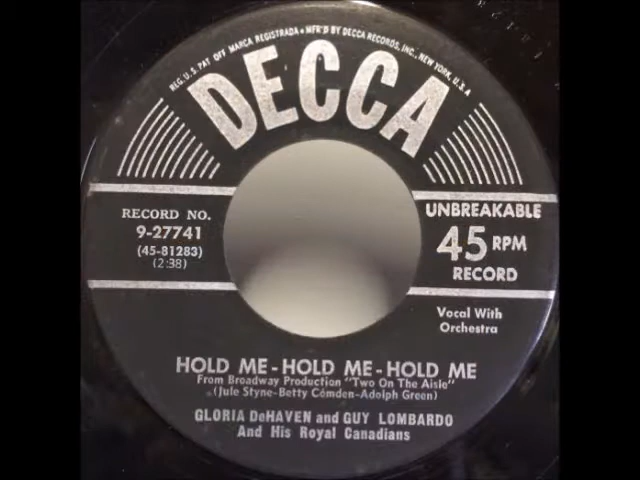 REG. U.S. PAT OFF MARCA REGISTRADA • MFR'D BY DECCA RECORDS, INC., NEW YORK, U.S.A
DECCA
RECORD NO.
9-27741
(45-81283)
(2:38)
UNBREAKABLE
45 RPM
RECORD
Vocal With
Orchestra
HOLD ME - HOLD ME - HOLD ME
From Broadway Production "Two On The Aisle"
(Jule Styne-Betty Comden-Adolph Green)
GLORIA DeHAVEN and GUY LOMBARDO
And His Royal Canadians